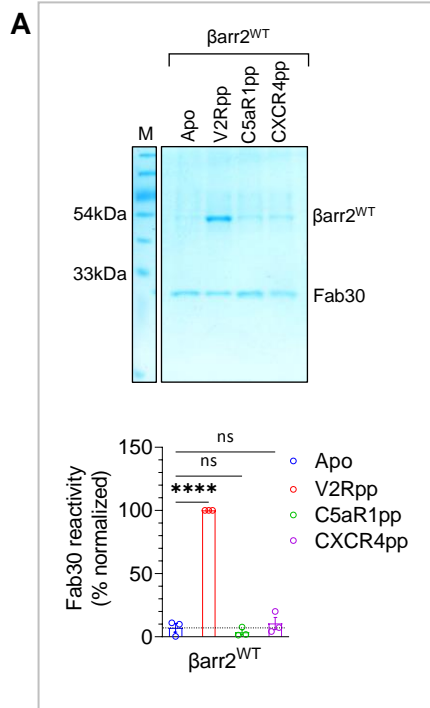 A
βarr2WT
M
Apo
V2Rpp
C5aR1pp
CXCR4pp
54kDa
βarr2WT
33kDa
Fab30
Fab30 reactivity
(% normalized)
150
100
50
0
ns
ns
****
Apo
V2Rpp
C5aR1pp
CXCR4pp
βarr2WT